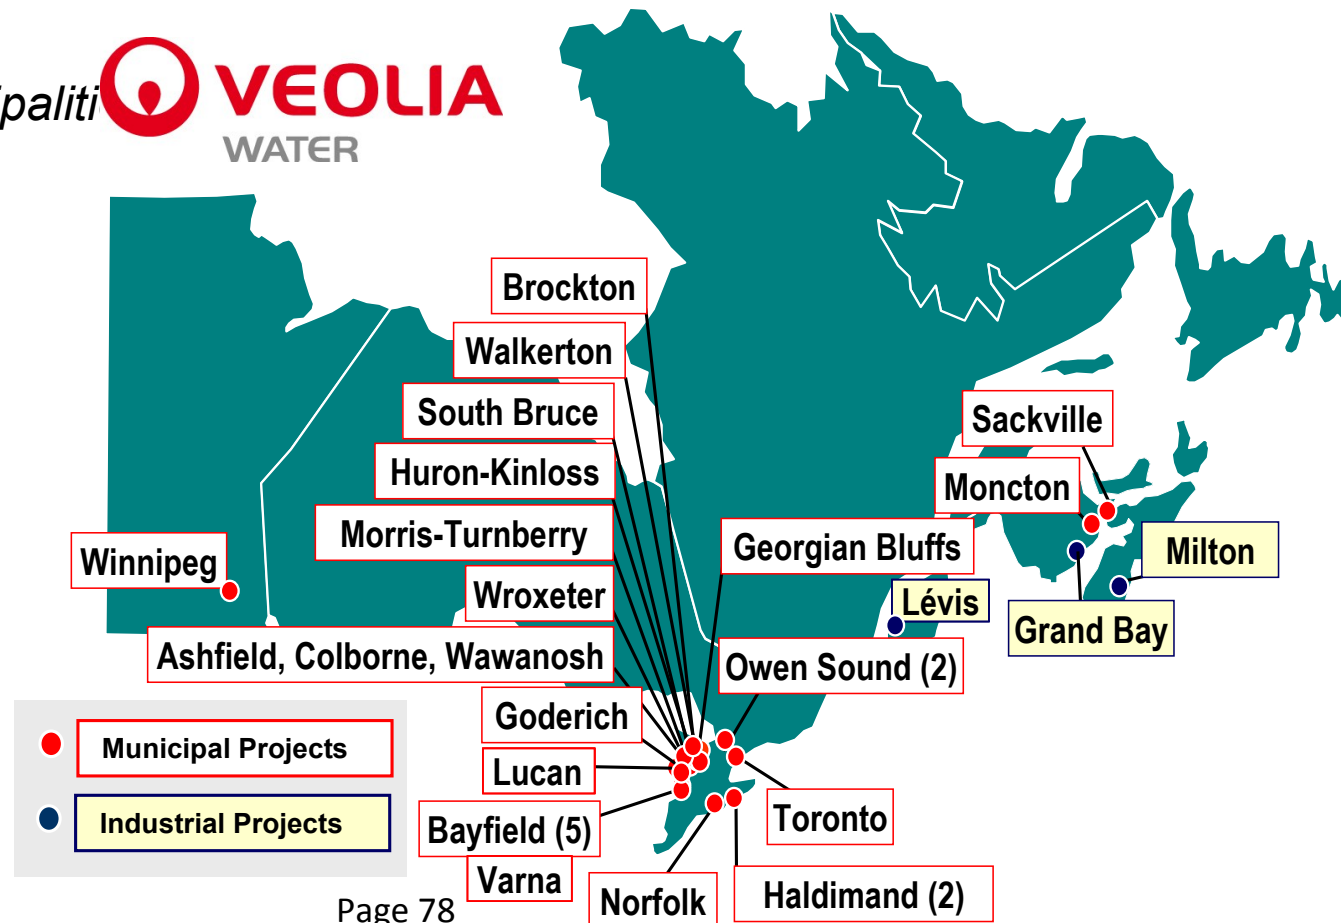 VEOLIA
WATER
Brockton
Walkerton
South Bruce
Huron-Kinloss
Morris-Turnberry
Wroxeter
Ashfield, Colborne, Wawanosh
Goderich
Lucan
Bayfield (5)
Varna
Winnipeg
Georgian Bluffs
Owen Sound (2)
Toronto
Norfolk
Haldimand (2)
Sackville
Moncton
Milton
Lévis
Grand Bay
Municipal Projects
Industrial Projects
Page 78